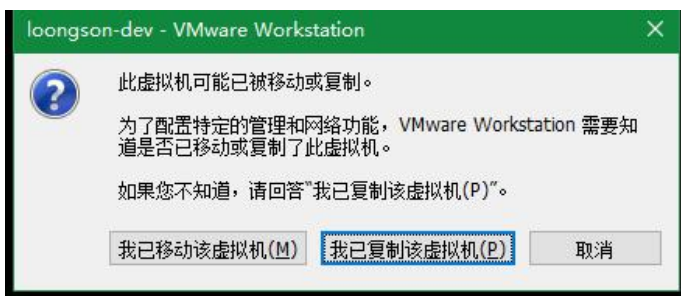 loongson-dev - VMware Workstation
此虚拟机可能已被移动或复制。
为了配置特定的管理和网络功能，VMware Workstation 需要知
道是否已移动或复制了此虚拟机。
如果您不知道，请回答“我已复制该虚拟机(P)”。
我已移动该虚拟机(M) 我已复制该虚拟机(P) 取消